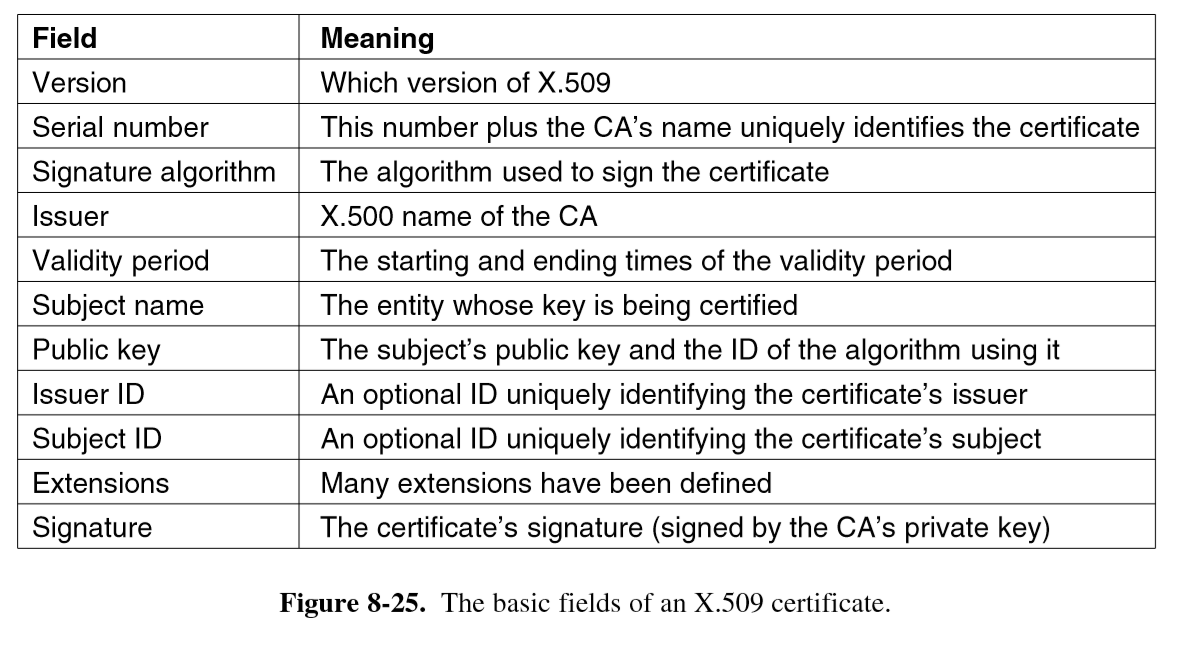 Field Meaning
Version Which version of X.509
Serial number This number plus the CA’s name uniquely identifies the certificate
Signature algorithm The algorithm used to sign the certificate
Issuer X.500 name of the CA
Validity period The starting and ending times of the validity period
Subject name The entity whose key is being certified
Public key The subject’s public key and the ID of the algorithm using it
Issuer ID An optional ID uniquely identifying the certificate’s issuer
Subject ID An optional ID uniquely identifying the certificate’s subject
Extensions Many extensions have been defined
Signature The certificate’s signature (signed by the CA’s private key)
Figure 8-25. The basic fields of an X.509 certificate.